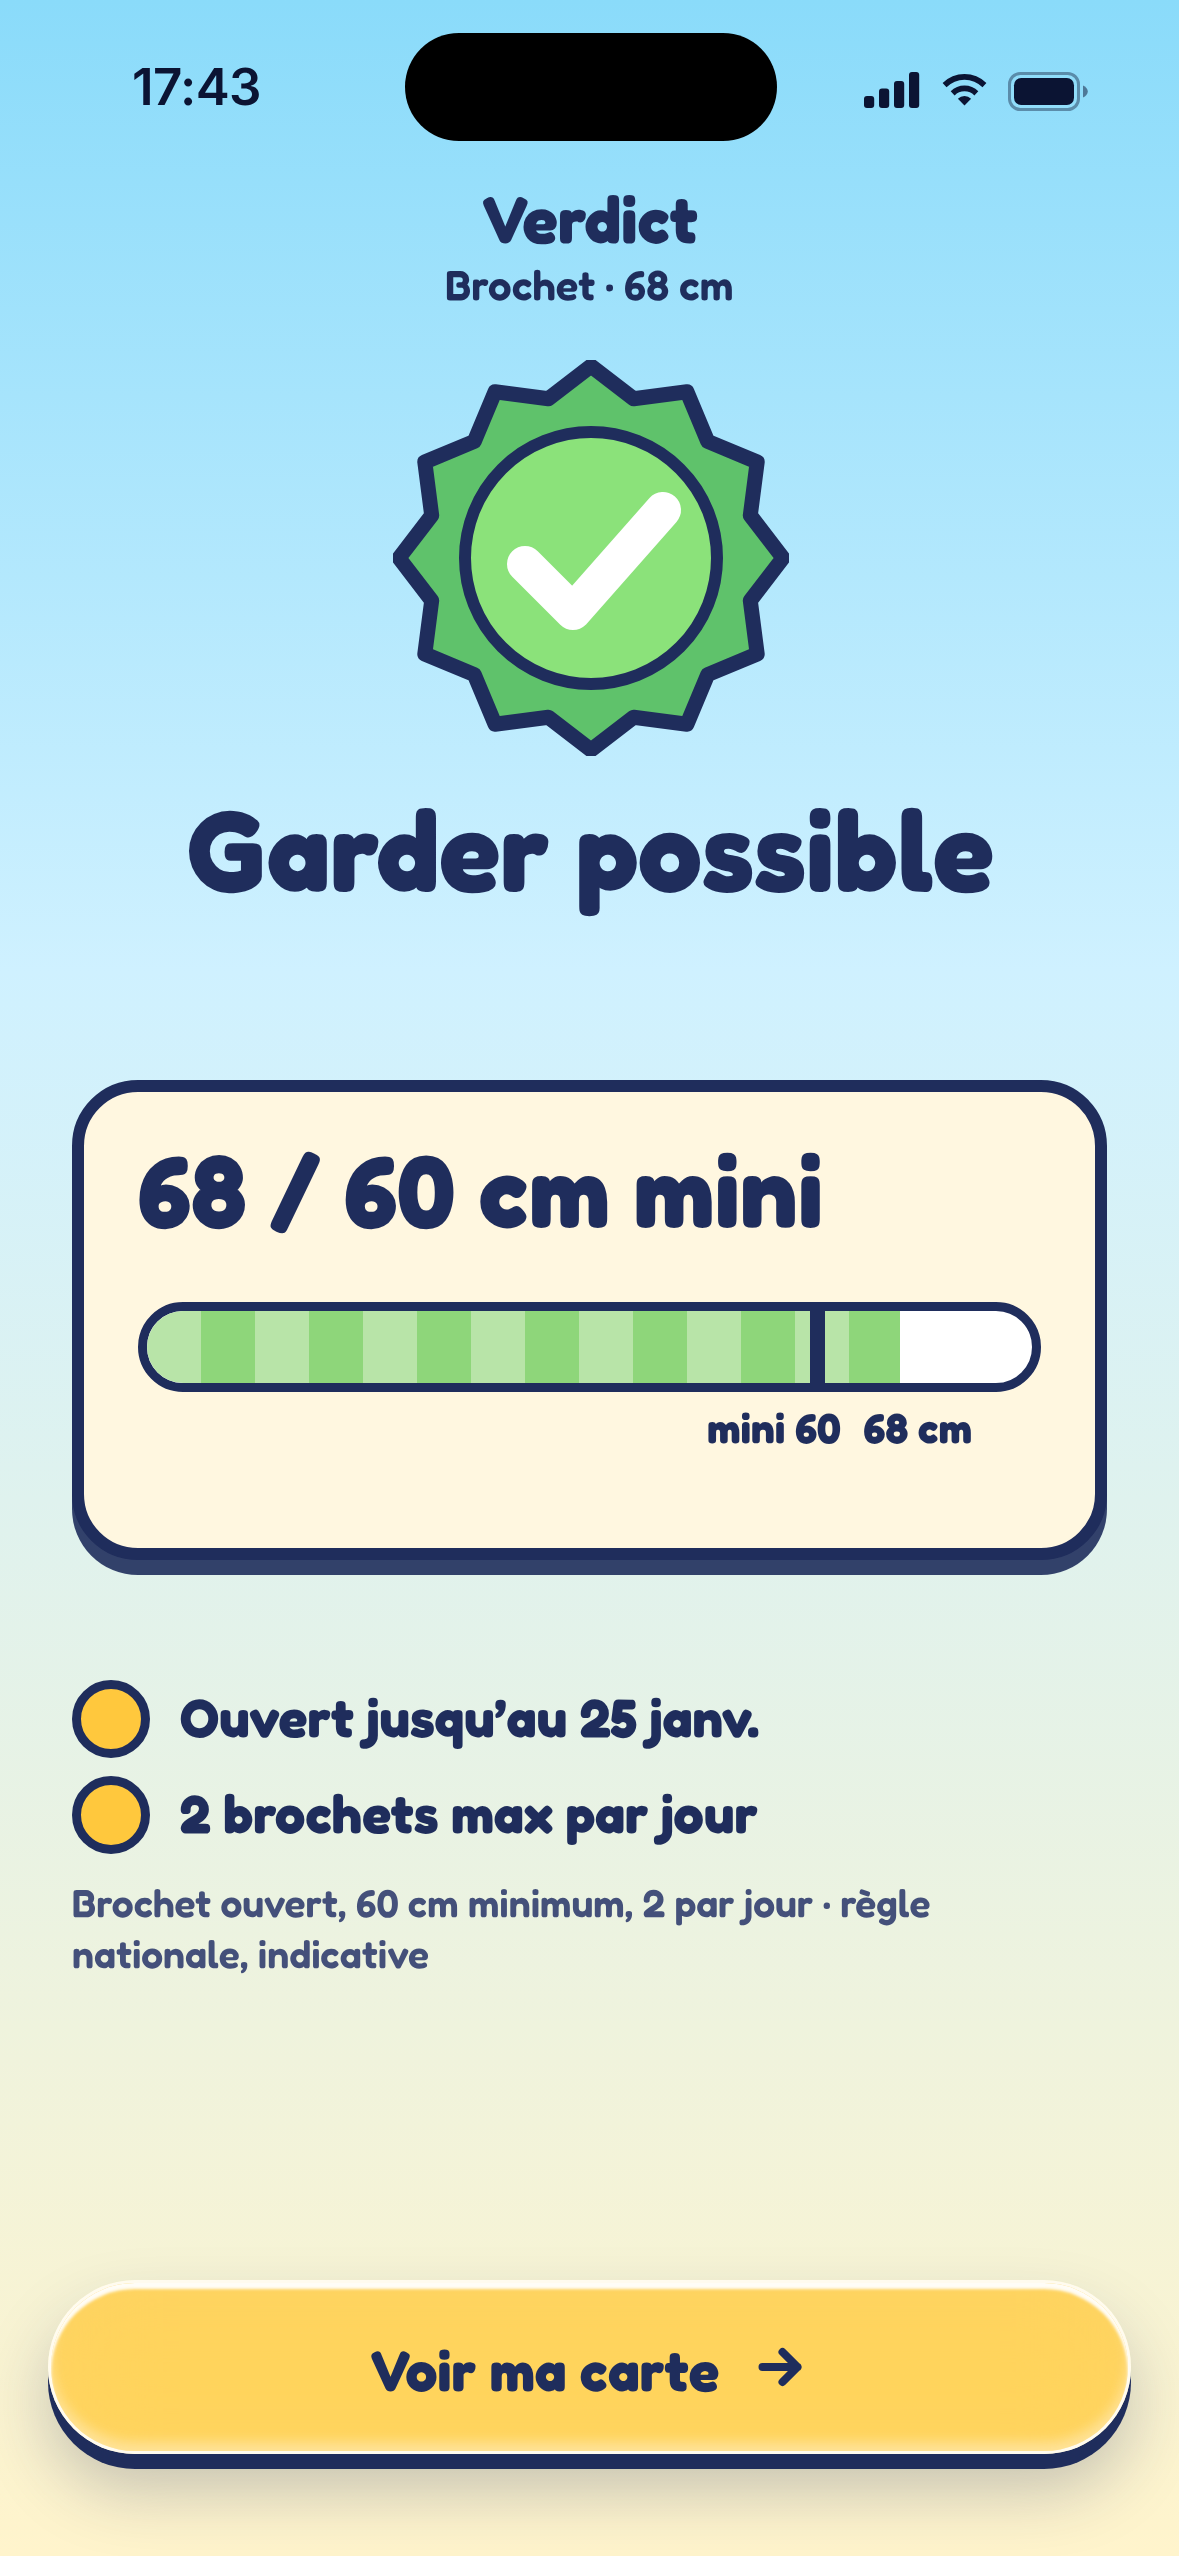 17:43
Verdict
Brochet · 68 cm
Garder possible
68 / 60 cm mini
mini 60 68 cm
Ouvert jusqu’au 25 janv.
2 brochets max par jour
Brochet ouvert, 60 cm minimum, 2 par jour · règle
nationale, indicative
Voir ma carte →